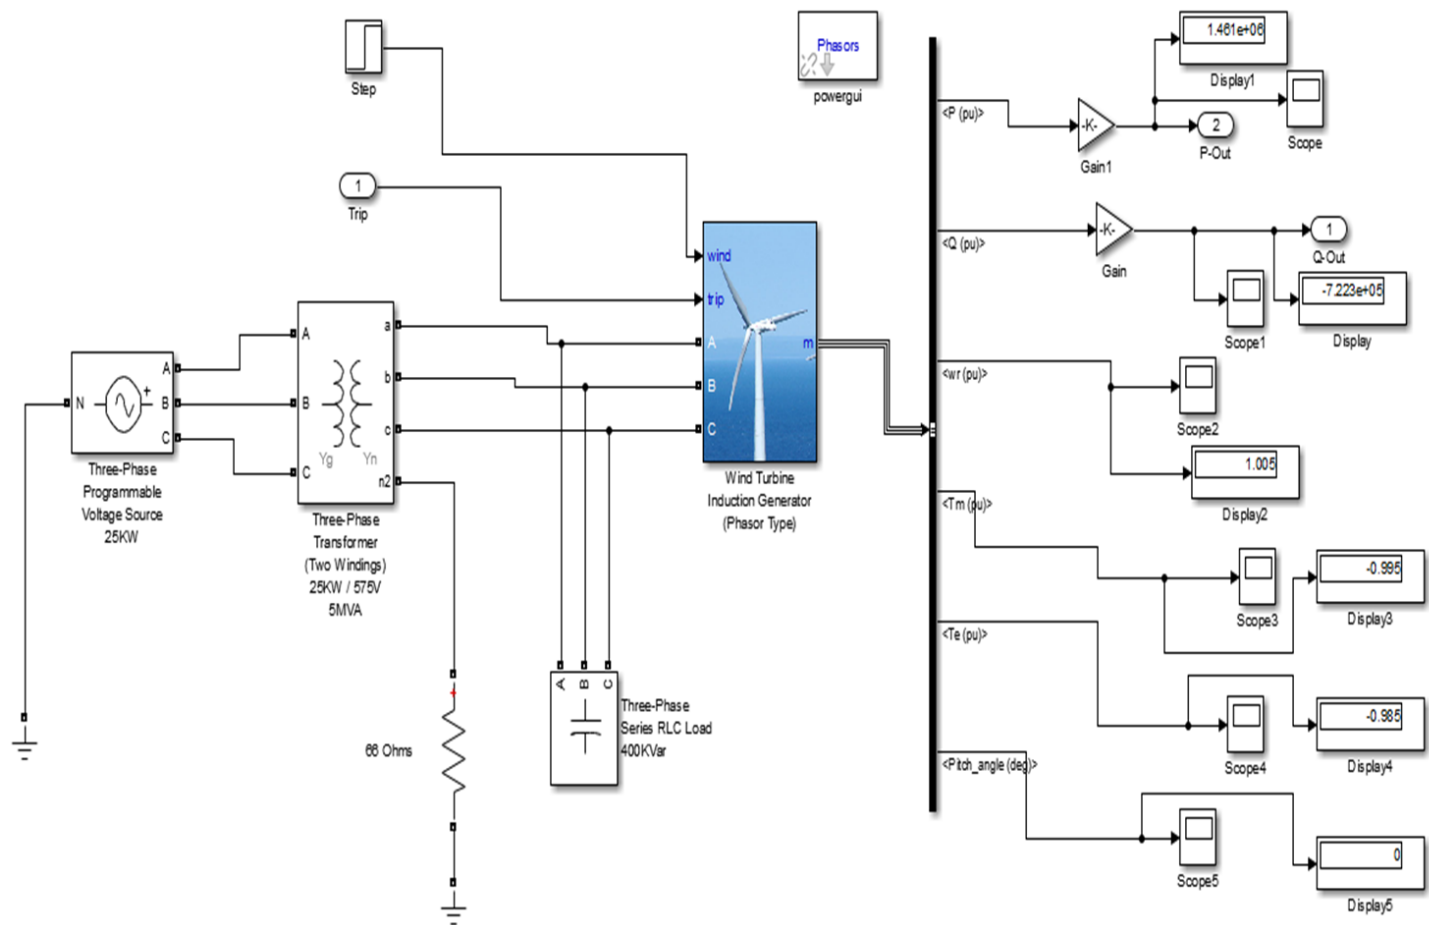 Step
Phasors
powergui
1.461e+06
Display1
<P (pu)>
-K-
Gain1
2
P-Out
Scope
1
Trip
<Q (pu)>
-K-
Gain
1
Q-Out
Scope1
-7.223e+05
Display
wind
trip
A
B
C
m
Wind Turbine
Induction Generator
(Phasor Type)
<wr (pu)>
Scope2
1.005
Display2
N
+
A
B
C
Three-Phase
Programmable
Voltage Source
25KW
A
B
C
a
b
c
n2
Yg
Yn
Three-Phase
Transformer
(Two Windings)
25KW / 575V
5MVA
<Tm (pu)>
Scope3
-0.995
Display3
<Te (pu)>
Scope4
-0.985
Display4
+
66 Ohms
A
B
C
Three-Phase
Series RLC Load
400KVar
<Pitch_angle (deg)>
Scope5
0
Display5